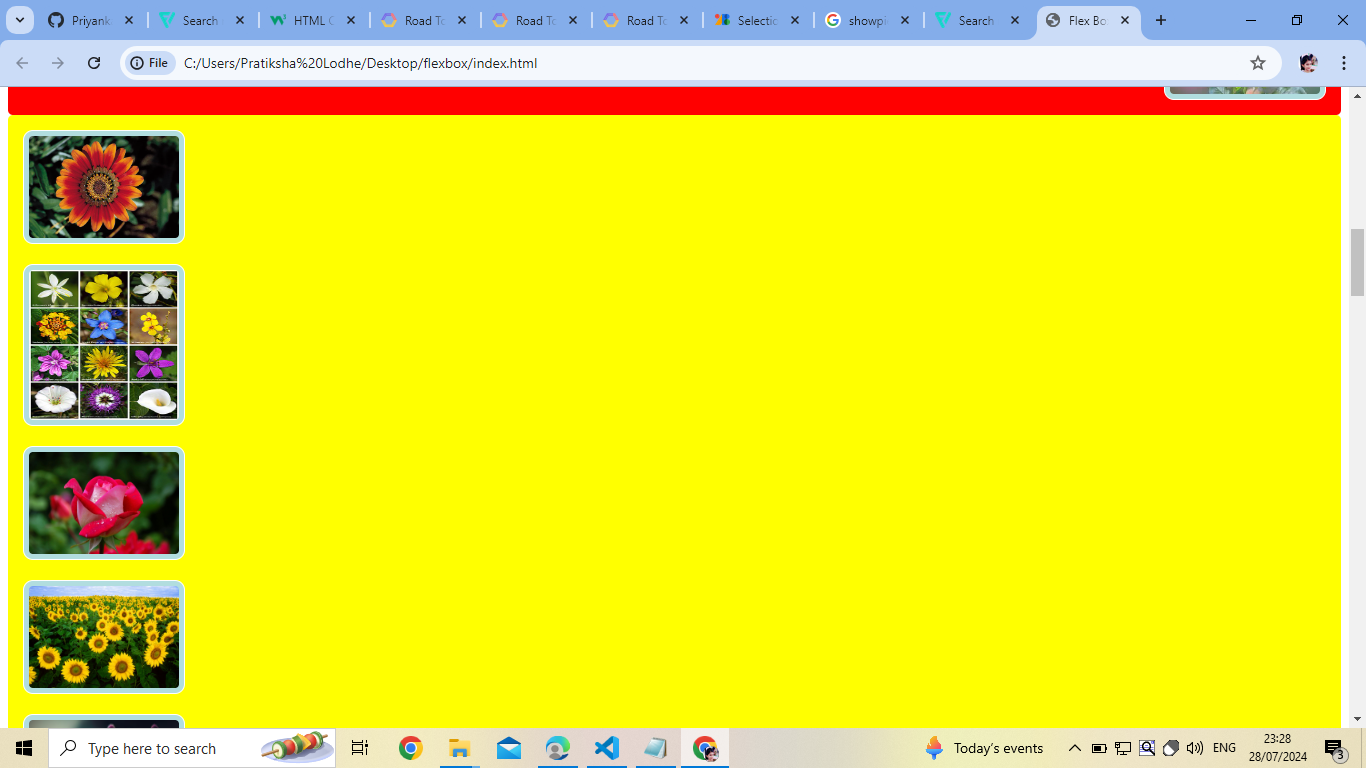 Priyank
Search
HTML C
Road To
Road To
Road To
Selectio
showpi
Search
Flex Bo
File
C:/Users/Pratiksha%20Lodhe/Desktop/flexbox/index.html
Type here to search
Today's events
ENG
23:28
28/07/2024
3